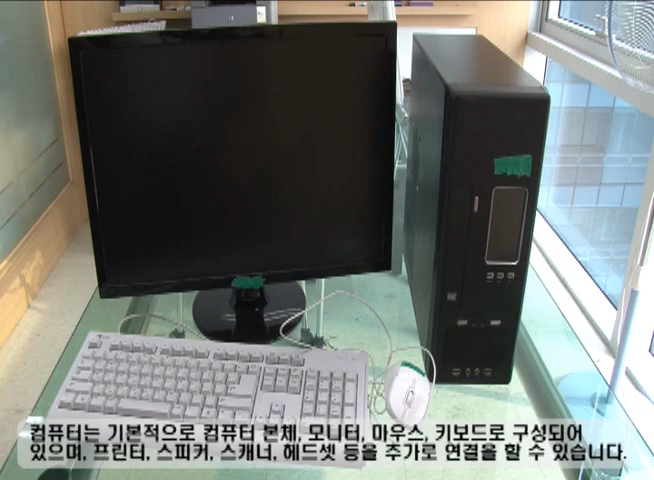 컴퓨터는 기본적으로 컴퓨터 본체, 모니터, 마우스, 키보드로 구성되어
있으며, 프린터, 스피커, 스캐너, 헤드셋 등을 추가로 연결을 할 수 있습니다.